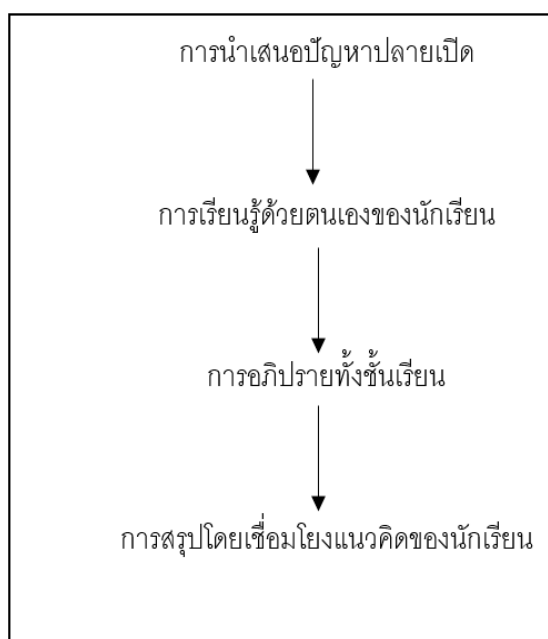 การนำเสนอปัญหาปลายเปิด
การเรียนรู้ด้วยตนเองของนักเรียน
การอภิปรายทั้งชั้นเรียน
การสรุปโดยเชื่อมโยงแนวคิดของนักเรียน